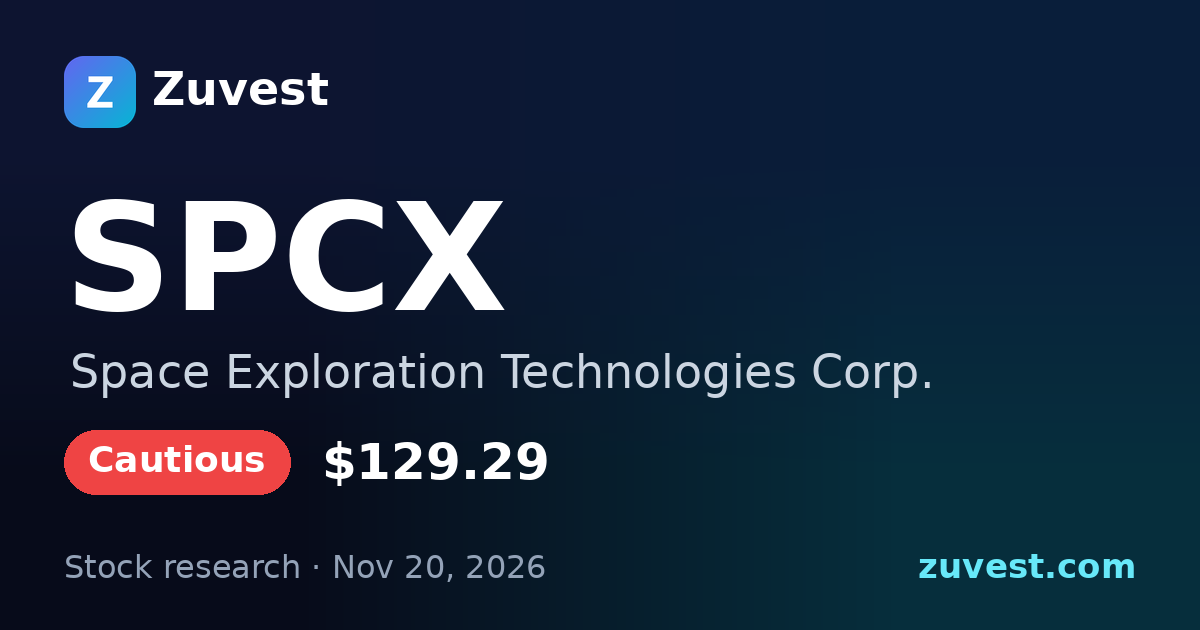 Z Zuvest
SPCX
Space Exploration Technologies Corp.
Cautious $129.29
Stock research · Nov 20, 2026 zuvest.com